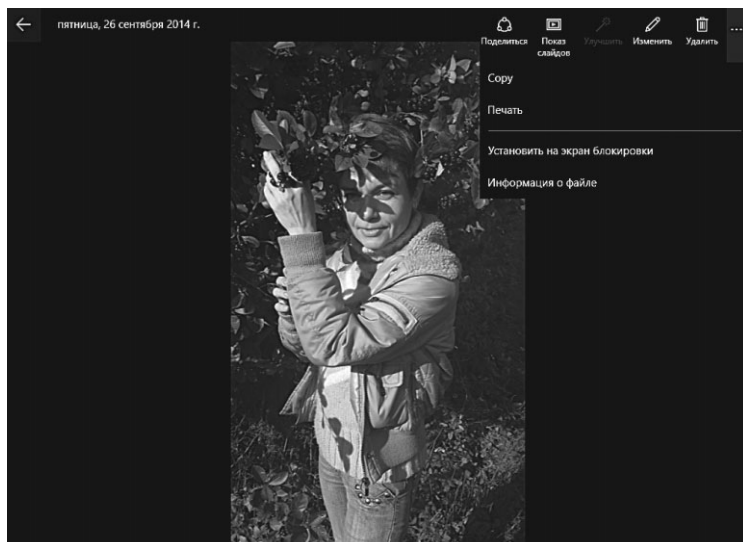 пятница, 26 сентября 2014 г.
Поделиться
Показ
слайдов
Улучшить
Изменить
Удалить
Copy
Печать
Установить на экран блокировки
Информация о файле